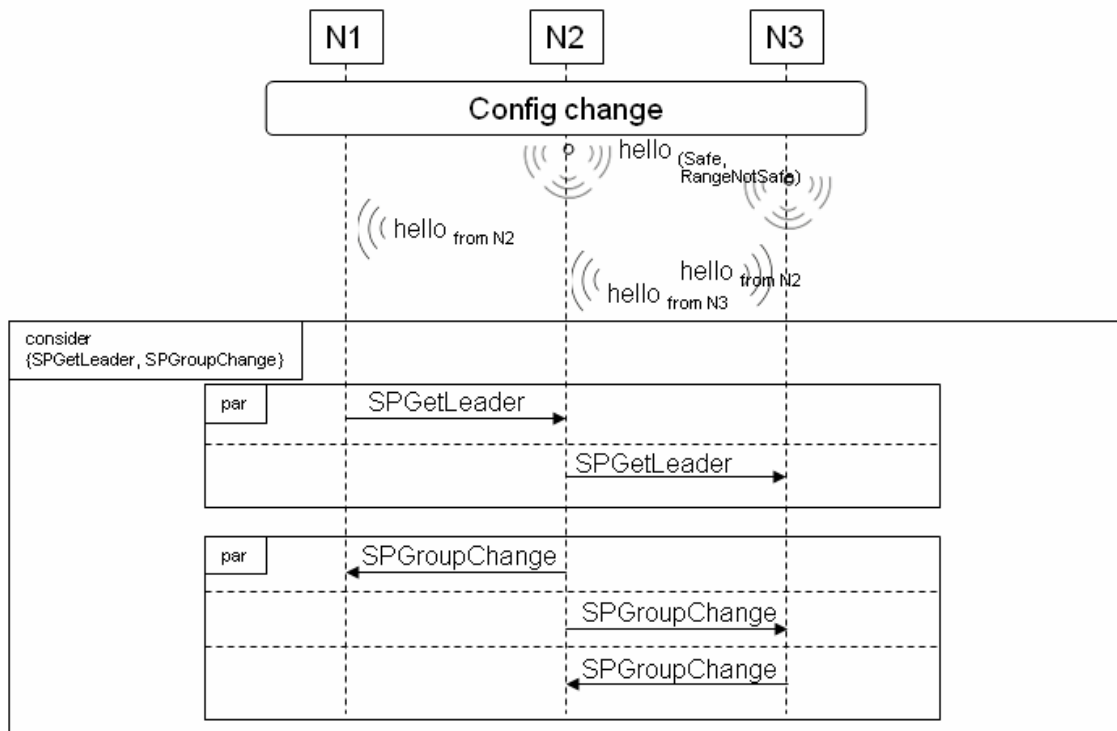 N1 N2 N3
Config change
hello (Safe,
RangeNotSafe)
hello from N2
hello from N2
hello from N3
consider
{SPGetLeader, SPGroupChange}
par
SPGetLeader
SPGetLeader
par
SPGroupChange
SPGroupChange
SPGroupChange